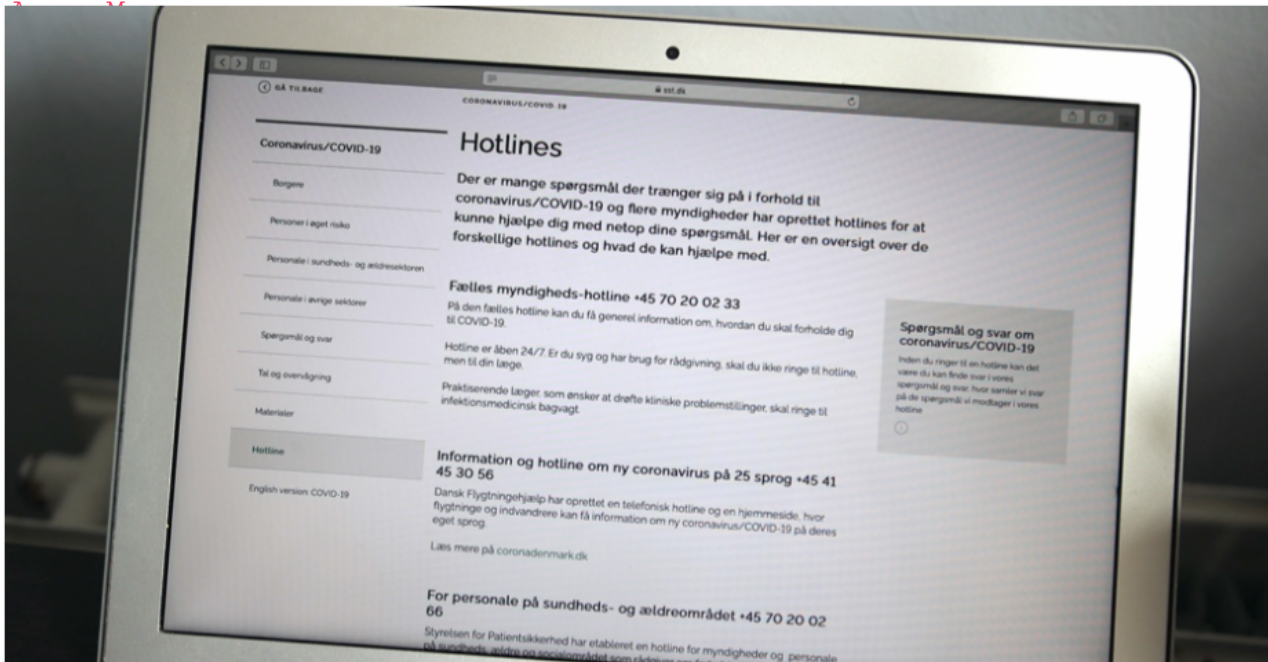 GÅ TILBAGE
sst.dk
CORONAVIRUS/COVID-19
Coronavirus/COVID-19
Borgere
Personer i øget risiko
Personale i sundheds- og ældresektoren
Personale i øvrige sektorer
Spørgsmål og svar
Tal og overvågning
Materialer
Hotline
English version: COVID-19
Hotlines
Der er mange spørgsmål der trænger sig på i forhold til
coronavirus/COVID-19 og flere myndigheder har oprettet hotlines for at
kunne hjælpe dig med netop dine spørgsmål. Her er en oversigt over de
forskellige hotlines og hvad de kan hjælpe med.
Fælles myndigheds-hotline +45 70 20 02 33
På den fælles hotline kan du få generel information om, hvordan du skal forholde dig
til COVID-19.
Hotline er åben 24/7. Er du syg og har brug for rådgivning, skal du ikke ringe til hotline,
men til din læge.
Praktiserende læger, som ønsker at drøfte kliniske problemstillinger, skal ringe til
infektionsmedicinsk bagvagt.
Information og hotline om ny coronavirus på 25 sprog +45 41
45 30 56
Dansk Flygtningehjælp har oprettet en telefonisk hotline og en hjemmeside, hvor
flygtninge og indvandrere kan få information om ny coronavirus/COVID-19 på deres
eget sprog.
Læs mere på coronadenmark.dk
For personale på sundheds- og ældreområdet +45 70 20 02
66
Styrelsen for Patientsikkerhed har etableret en hotline for myndigheder og personale
på sundheds, ældre og socialområdet som rådgiver om
Spørgsmål og svar om
coronavirus/COVID-19
Inden du ringer til en hotline kan det
være du kan finde svar i vores
spørgsmål og svar, hvor samler vi svar
på de spørgsmål vi modtager i vores
hotline